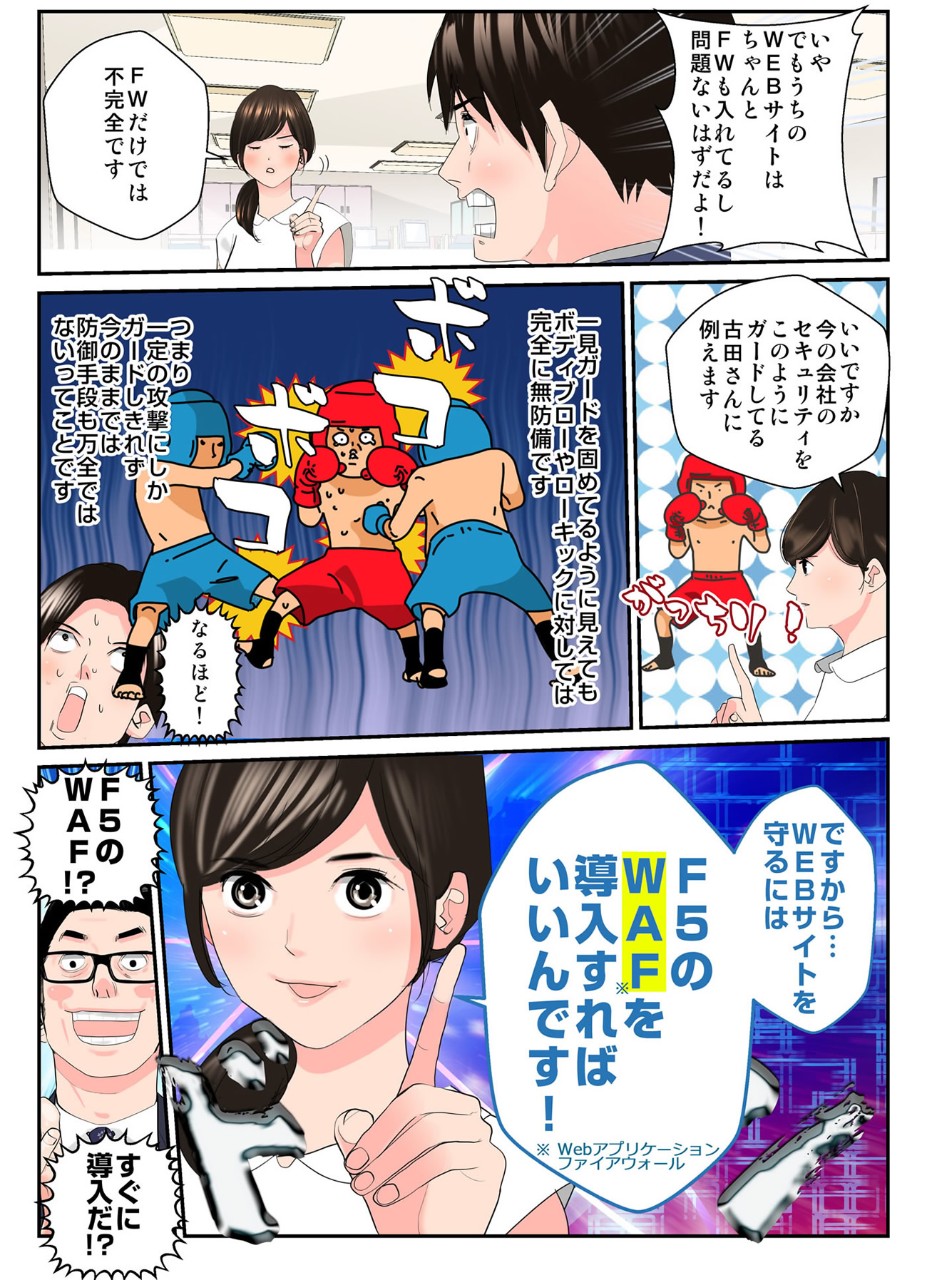 いや
でもうちの
WEBサイトは
ちゃんと
FWも入れてるし
問題ないはずだよ！
FWだけでは
不完全です
いいですか
今の会社の
セキュリティを
このように
ガードしてる
古田さんに
例えます
がっちり！
一見ガードを固めてるように見えても
ボディブローやローキックに対しては
完全に無防備です
ボコ
ボコ
つまり
一定の攻撃にしか
ガードしきれず
今のままでは
防御手段も万全では
ないってことです
なるほど！
ですから…
WEBサイトを
守るには
F5の
WAF※を
導入すれば
いいんです！
※ Webアプリケーション
ファイアウォール
F5の
WAF!?
すぐに
導入だ!?